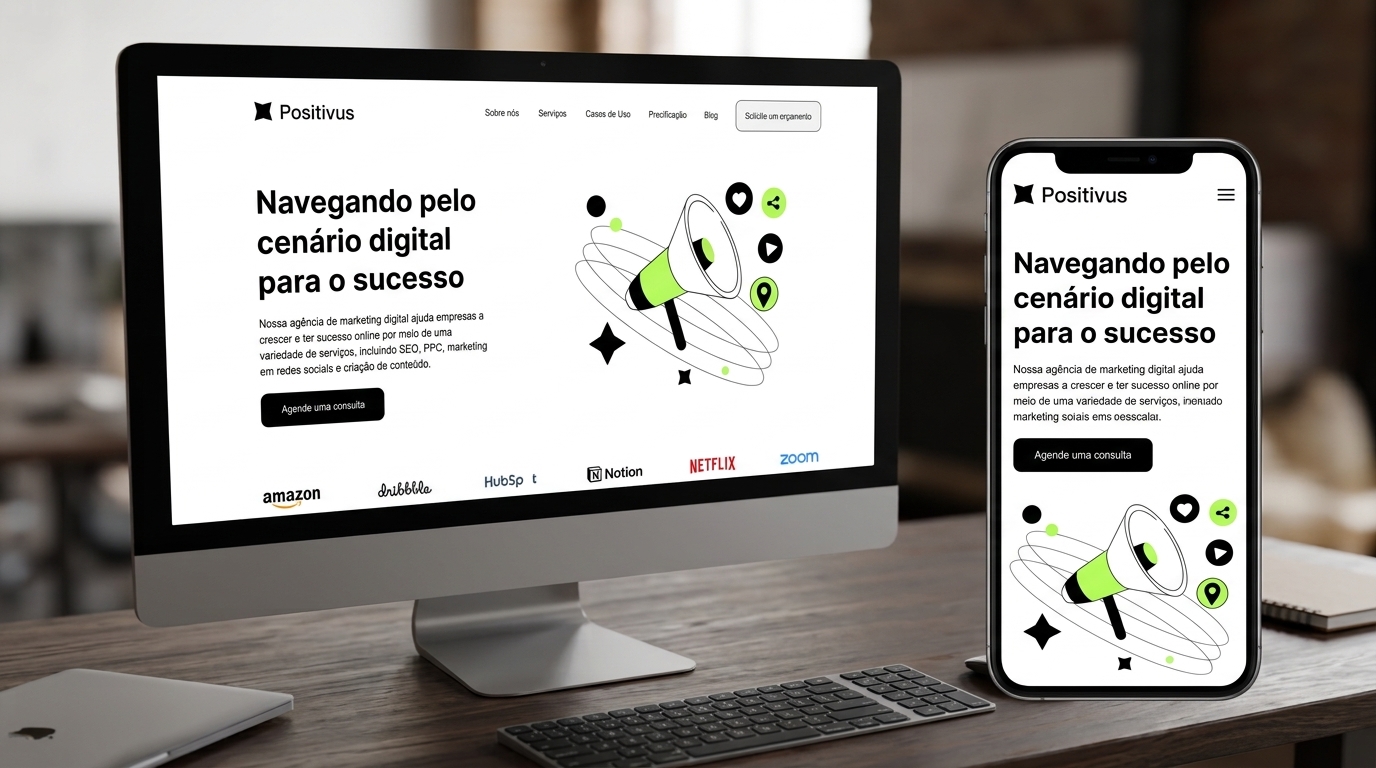 Positivus
Sobre nós
Serviços
Casos de Uso
Blog
Navegando pelo
cenário digital
para o sucesso
Nossa agência de marketing digital ajuda empresas a
crescer e ter sucesso online por meio de uma
variedade de serviços, incluindo SEO, PPC, marketing
em redes sociais e criação de conteúdo.
Agende uma consulta
amazon
dribbble
HubSp t
N Notion
NETFLIX
zoom
Positivus
Navegando pelo
cenário digital
para o sucesso
Nossa agência de marketing digital ajuda
empresas a crescer e ter sucesso online por
meio de uma variedade de serviços,
marketing
Agende uma consulta